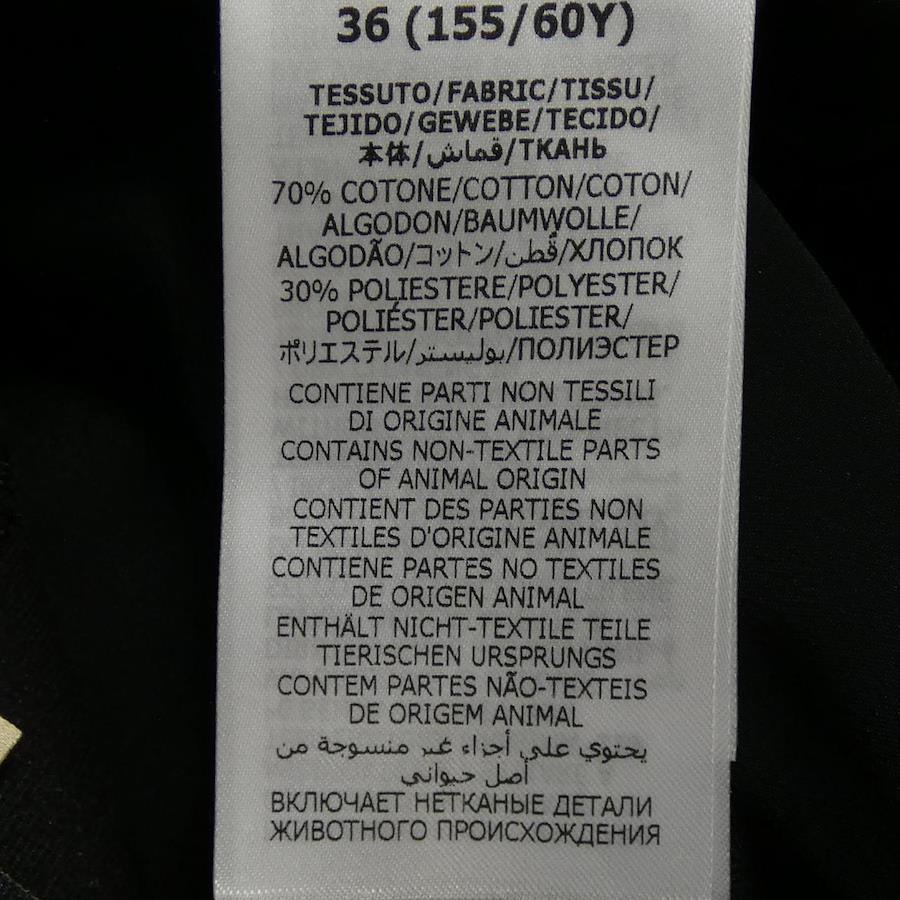 36 (155/60Y)
TESSUTO/FABRIC/TISSU/
TEJIDO/GEWEBE/TECIDO/
本体/قماش/ТКАНЬ
70% COTONE/COTTON/COTON/
ALGODON/BAUMWOLLE/
ALGODÃO/コットン/قُطن/ХЛОПОК
30% POLIESTERE/POLYESTER/
POLIÉSTER/POLIESTER/
ポリエステル/بوليستر/ПОЛИЭСТЕР
CONTIENE PARTI NON TESSILI
DI ORIGINE ANIMALE
CONTAINS NON-TEXTILE PARTS
OF ANIMAL ORIGIN
CONTIENT DES PARTIES NON
TEXTILES D'ORIGINE ANIMALE
CONTIENE PARTES NO TEXTILES
DE ORIGEN ANIMAL
ENTHÄLT NICHT-TEXTILE TEILE
TIERISCHEN URSPRUNGS
CONTEM PARTES NÃO-TEXTEIS
DE ORIGEM ANIMAL
يحتوي على أجزاء غير منسوجة من
أصل حيواني
ВКЛЮЧАЕТ НЕТКАНЫЕ ДЕТАЛИ
ЖИВОТНОГО ПРОИСХОЖДЕНИЯ